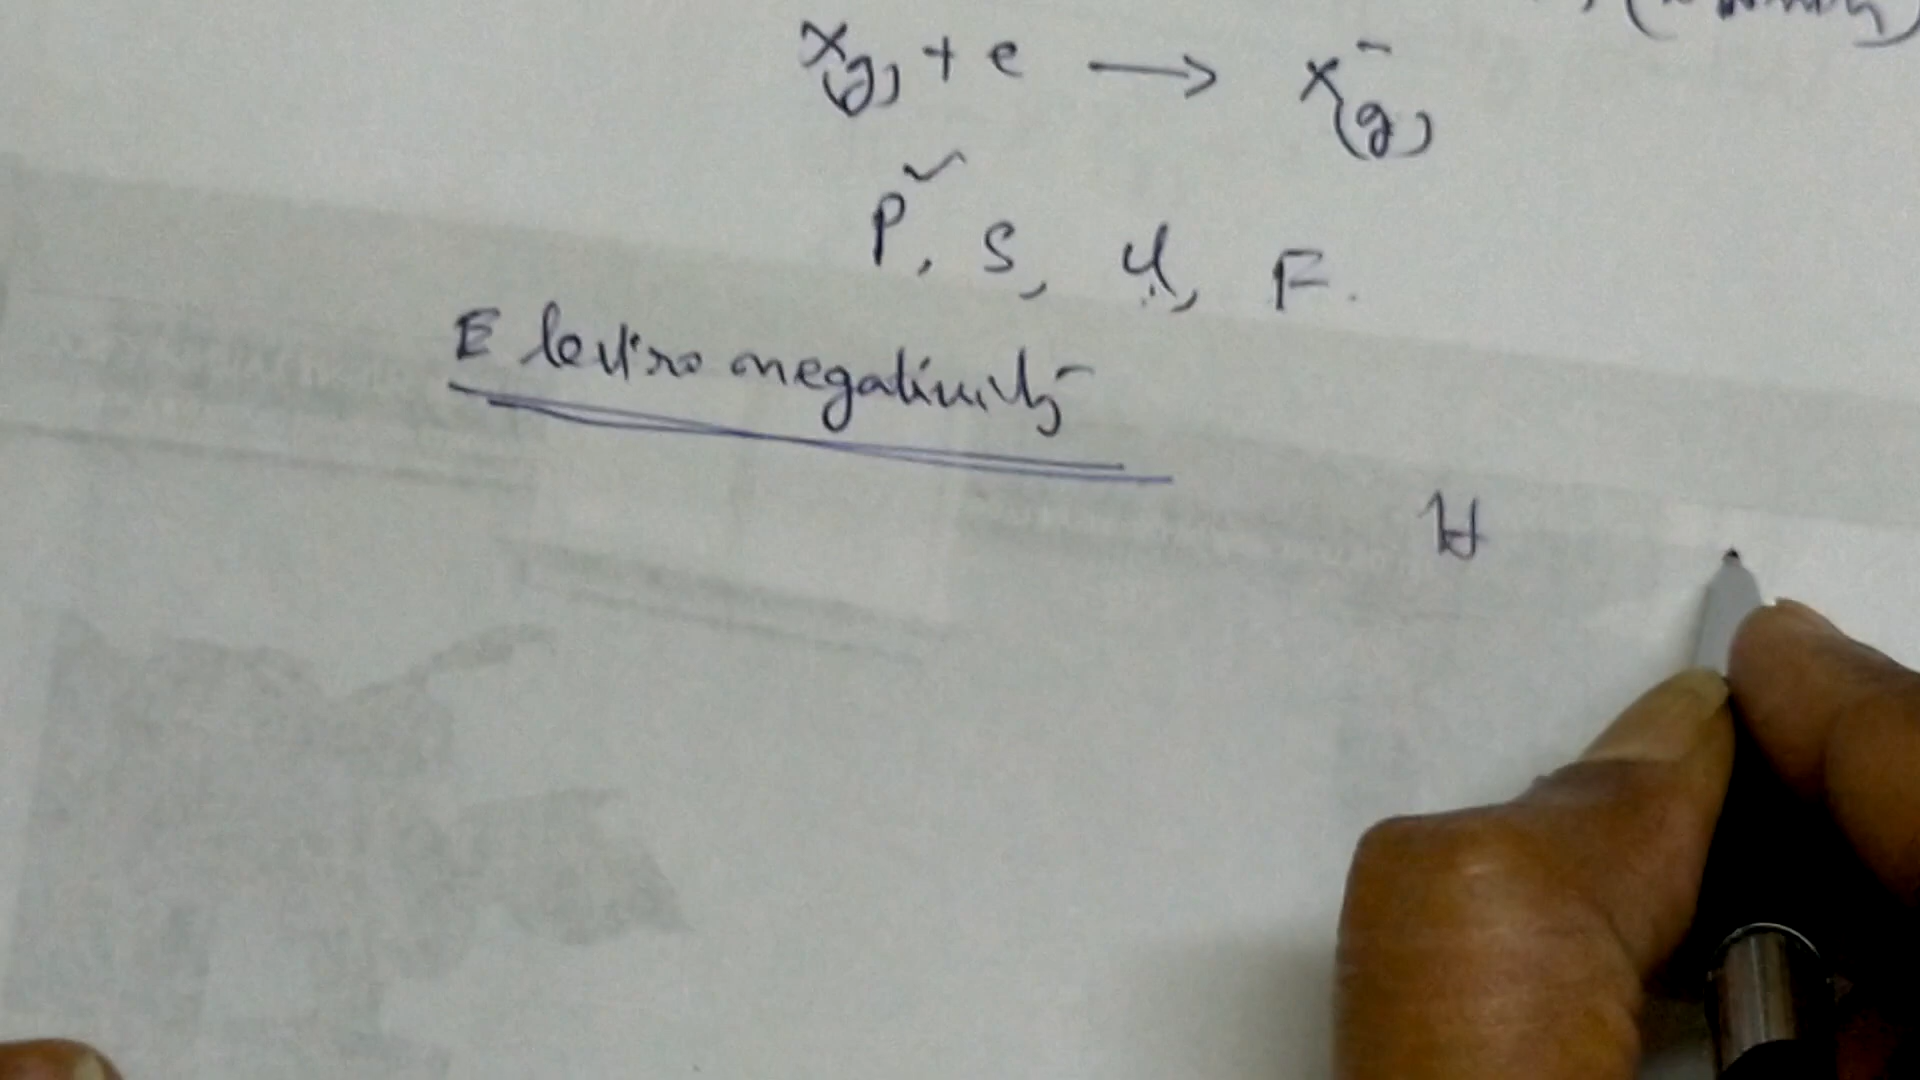 X(g) + e ⟶ X⁻(g)
P, S, Cl, F.
Electronegativity
H